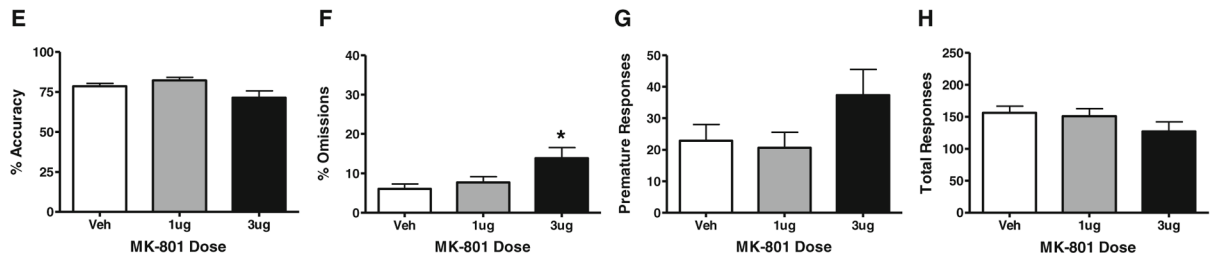 E
% Accuracy
100
75
50
25
0
Veh 1ug 3ug
MK-801 Dose
F
% Omissions
40
30
20
10
0
*
Veh 1ug 3ug
MK-801 Dose
G
Premature Responses
50
40
30
20
10
0
Veh 1ug 3ug
MK-801 Dose
H
Total Responses
250
200
150
100
50
0
Veh 1ug 3ug
MK-801 Dose